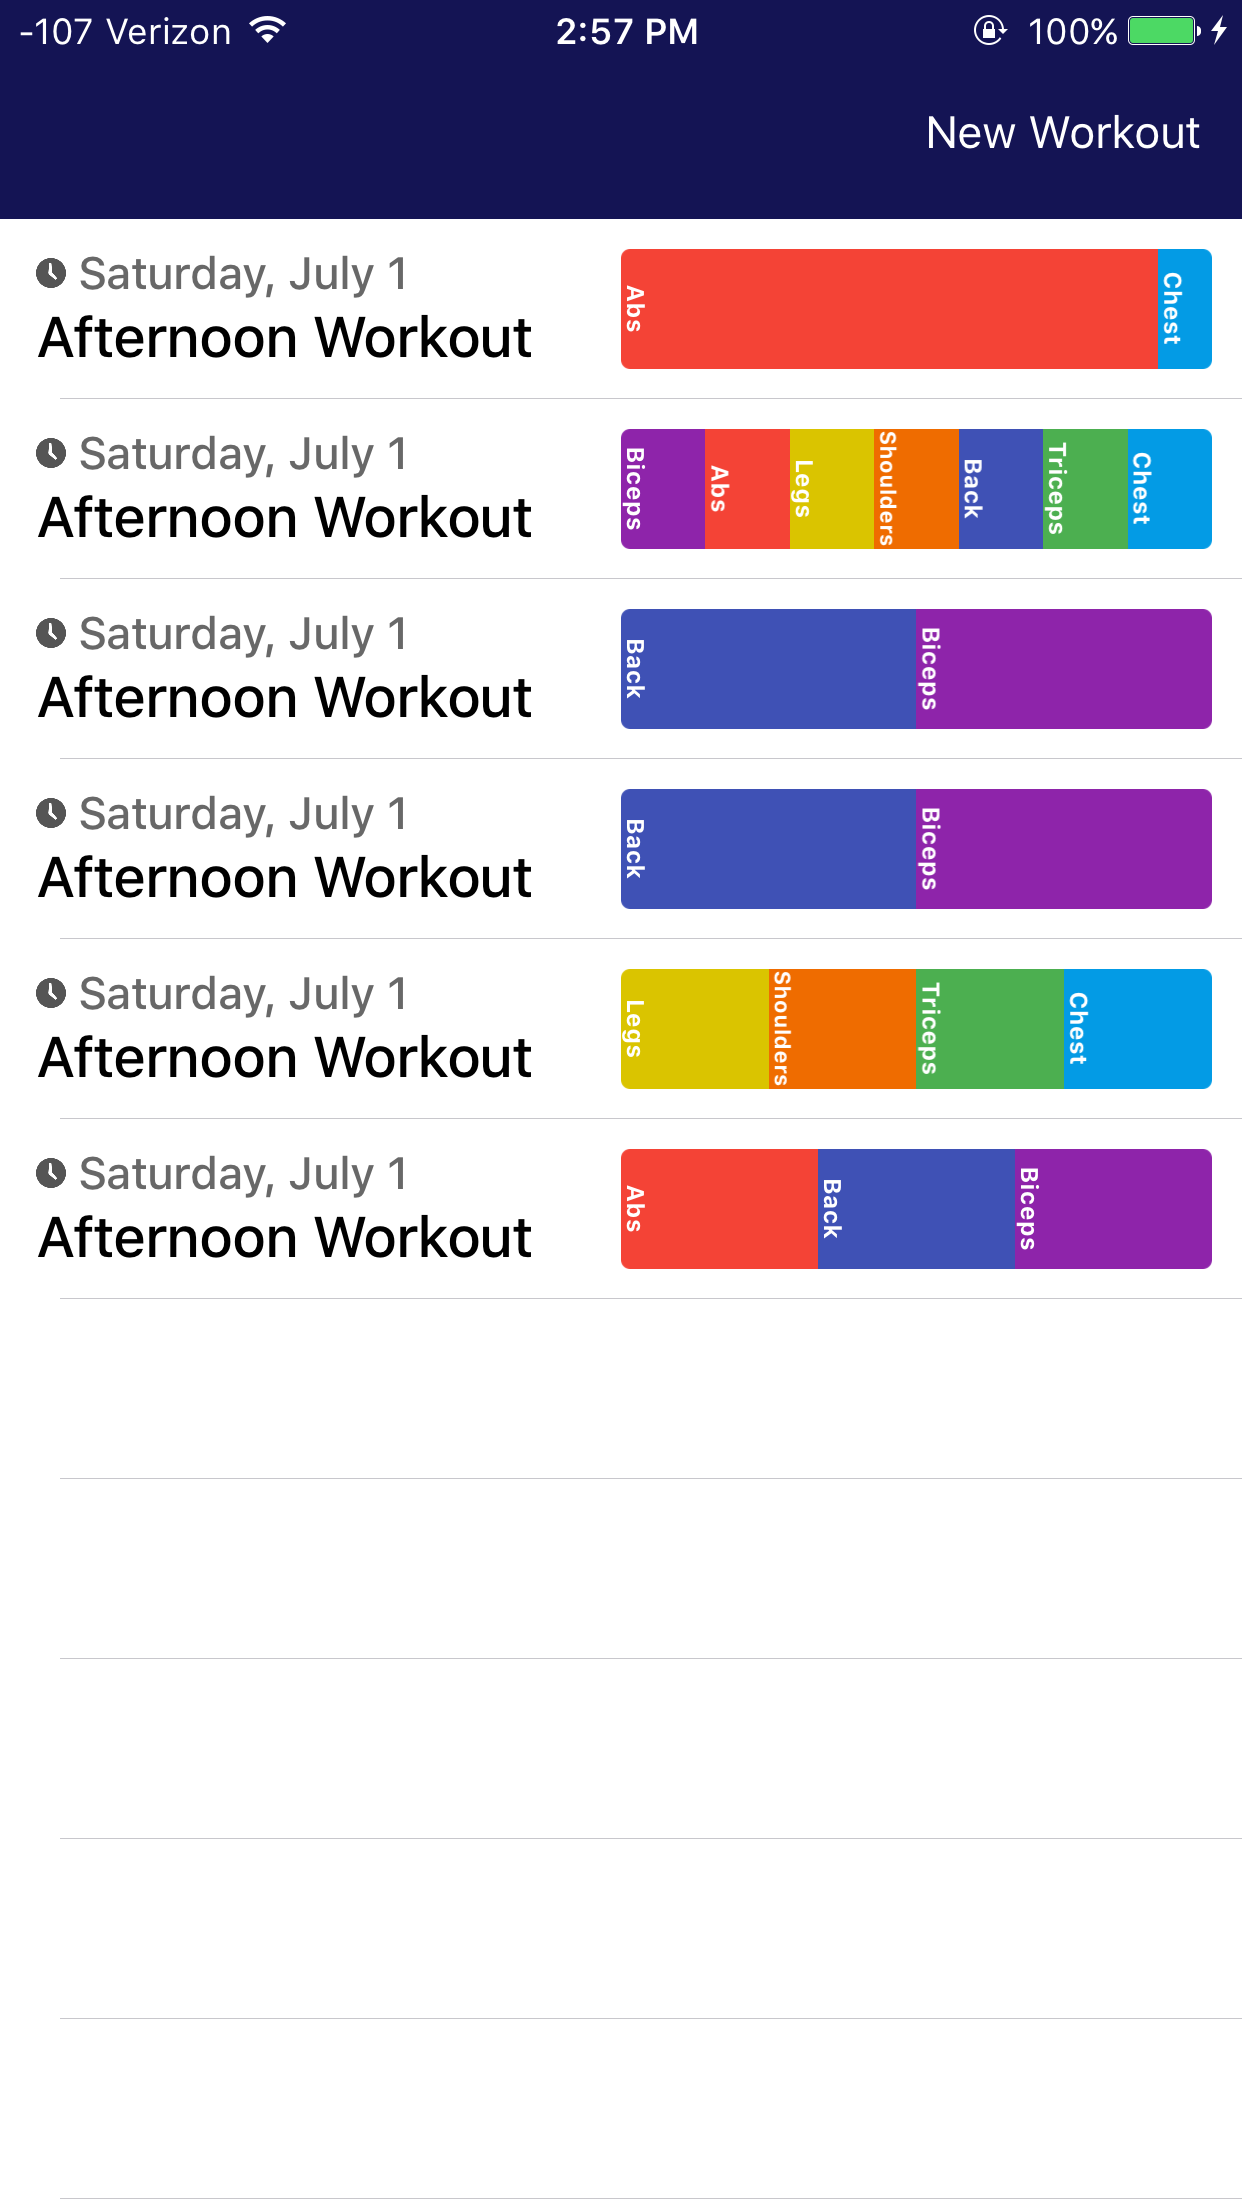 -107 Verizon 2:57 PM 100%
New Workout
Saturday, July 1
Afternoon Workout
Abs Chest
Saturday, July 1
Afternoon Workout
Biceps Abs Legs Shoulders Back Triceps Chest
Saturday, July 1
Afternoon Workout
Back Biceps
Saturday, July 1
Afternoon Workout
Back Biceps
Saturday, July 1
Afternoon Workout
Legs Shoulders Triceps Chest
Saturday, July 1
Afternoon Workout
Abs Back Biceps